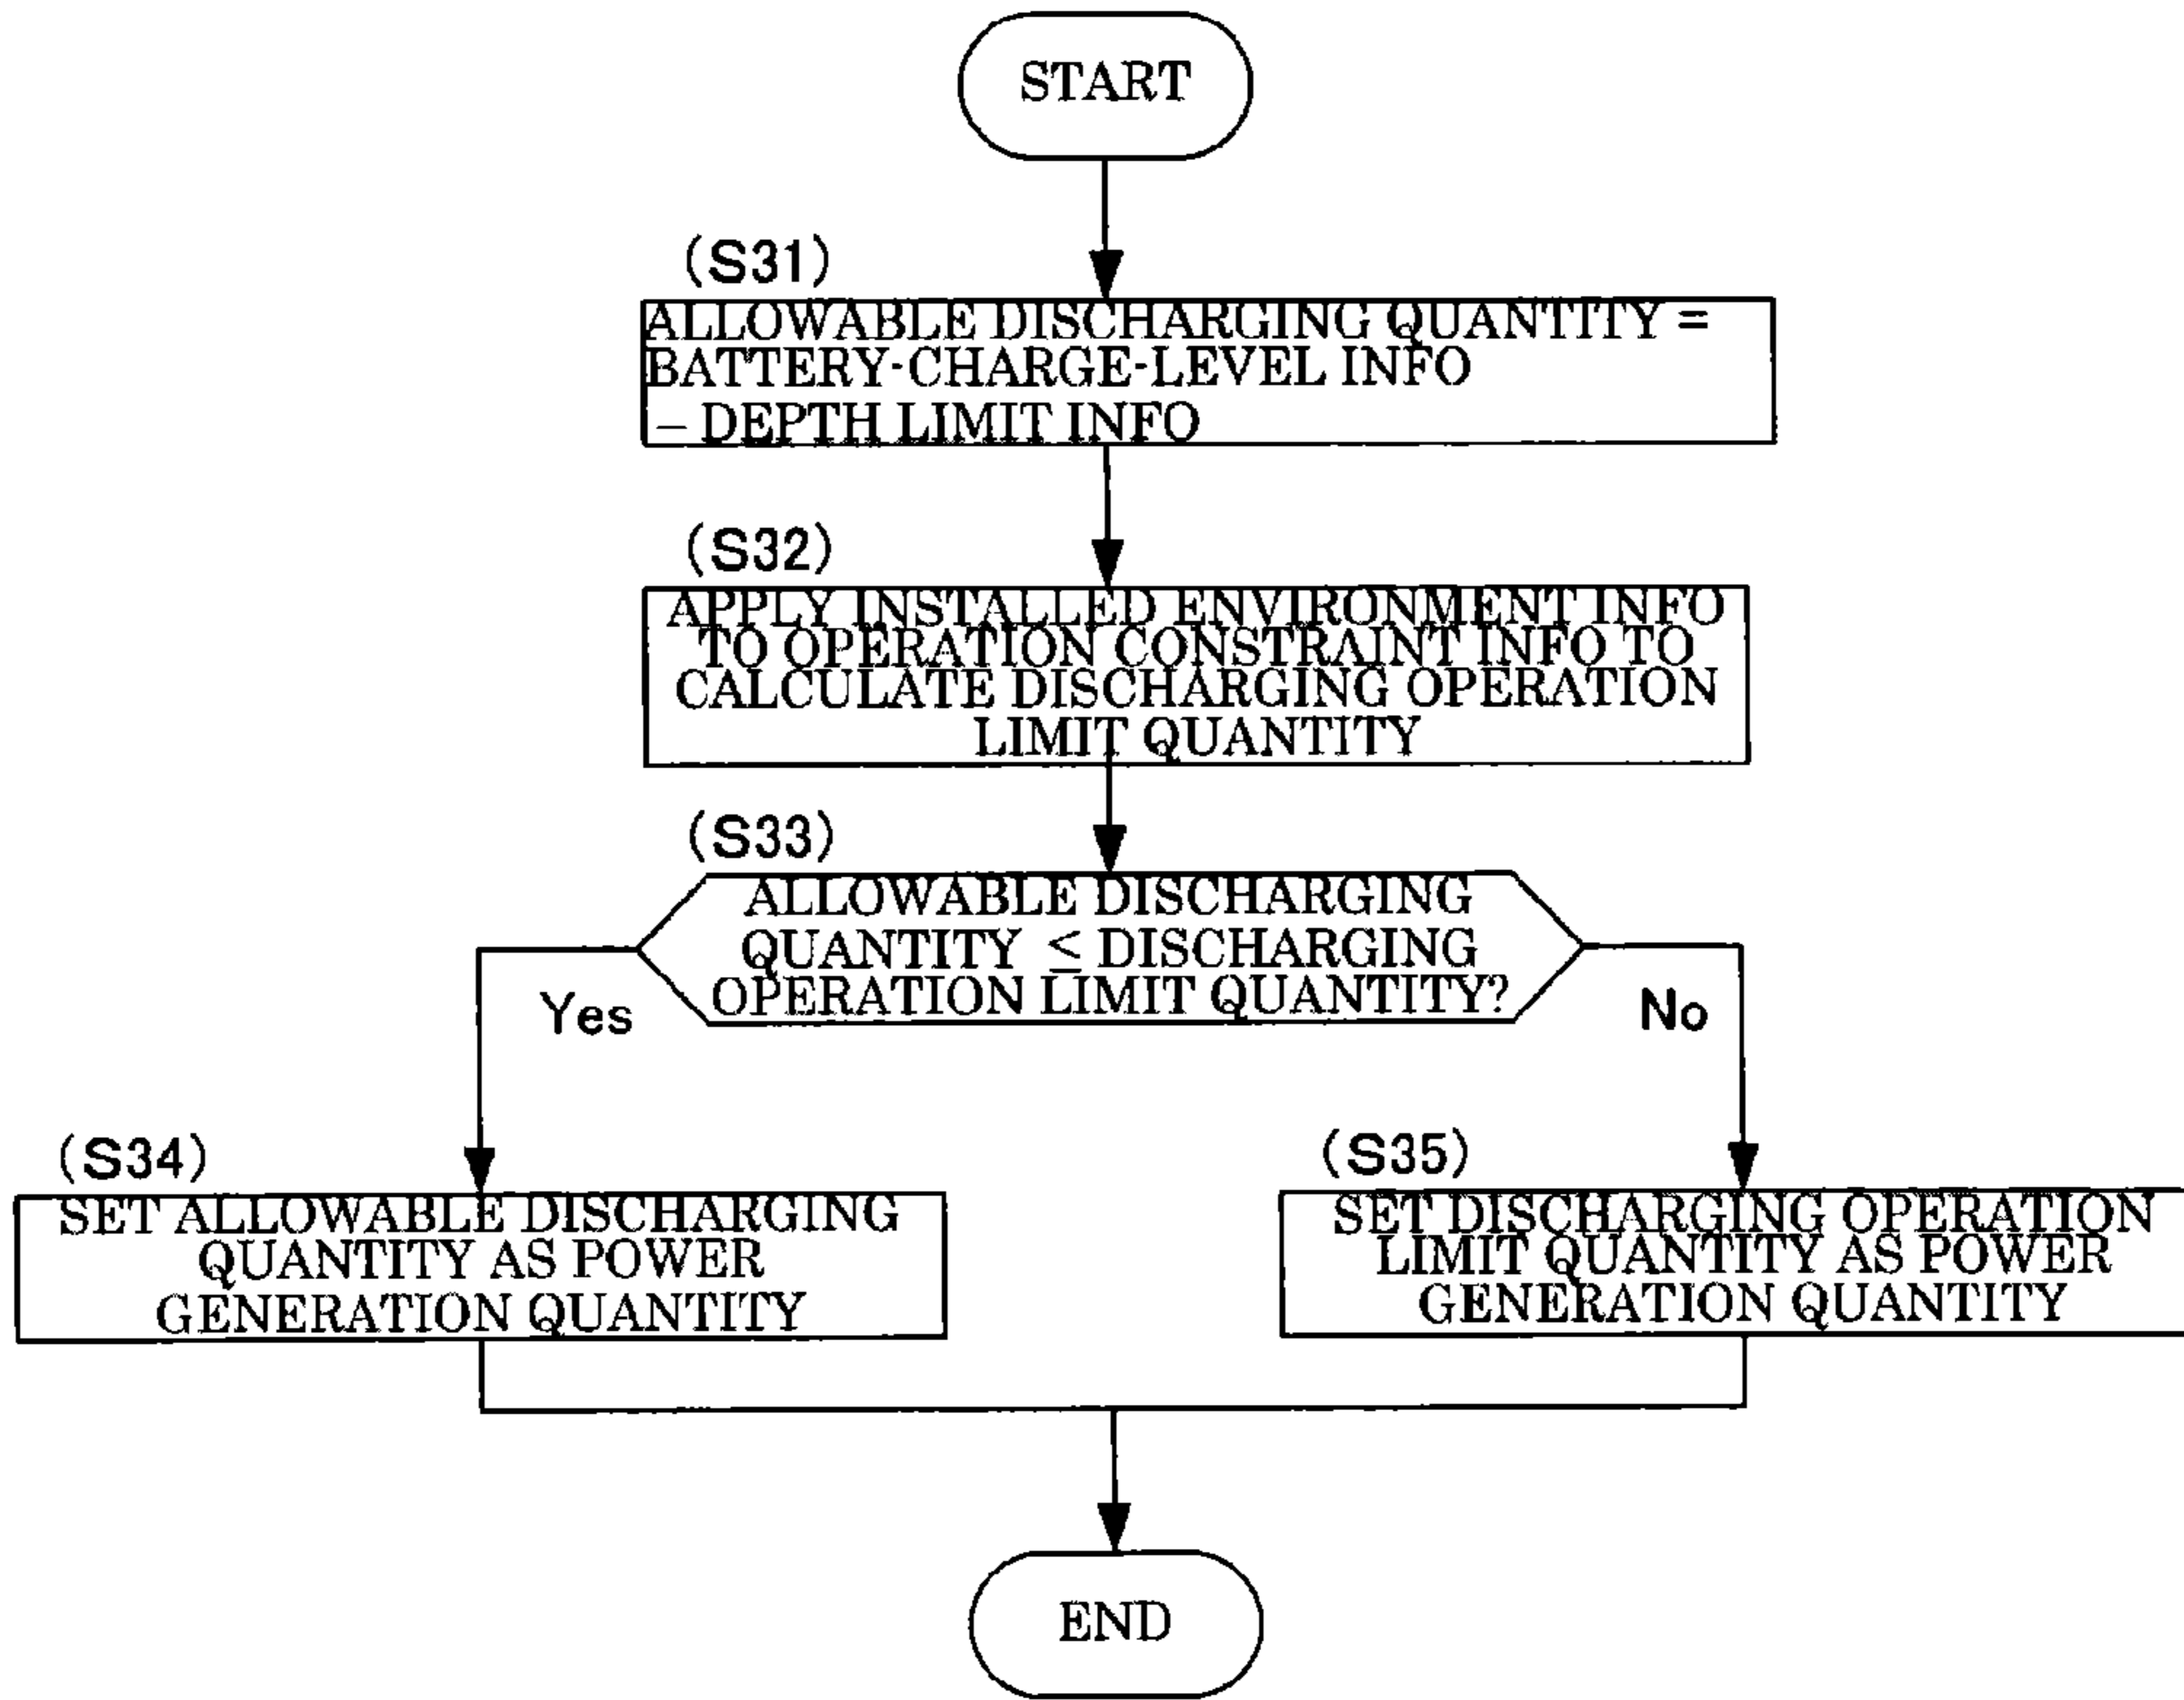 START
(S31)
ALLOWABLE DISCHARGING QUANTITY =
BATTERY-CHARGE-LEVEL INFO
– DEPTH LIMIT INFO
(S32)
APPLY INSTALLED ENVIRONMENT INFO
TO OPERATION CONSTRAINT INFO TO
CALCULATE DISCHARGING OPERATION
LIMIT QUANTITY
(S33)
ALLOWABLE DISCHARGING
QUANTITY ≤ DISCHARGING
OPERATION LIMIT QUANTITY?
Yes
No
(S34)
SET ALLOWABLE DISCHARGING
QUANTITY AS POWER
GENERATION QUANTITY
(S35)
SET DISCHARGING OPERATION
LIMIT QUANTITY AS POWER
GENERATION QUANTITY
END